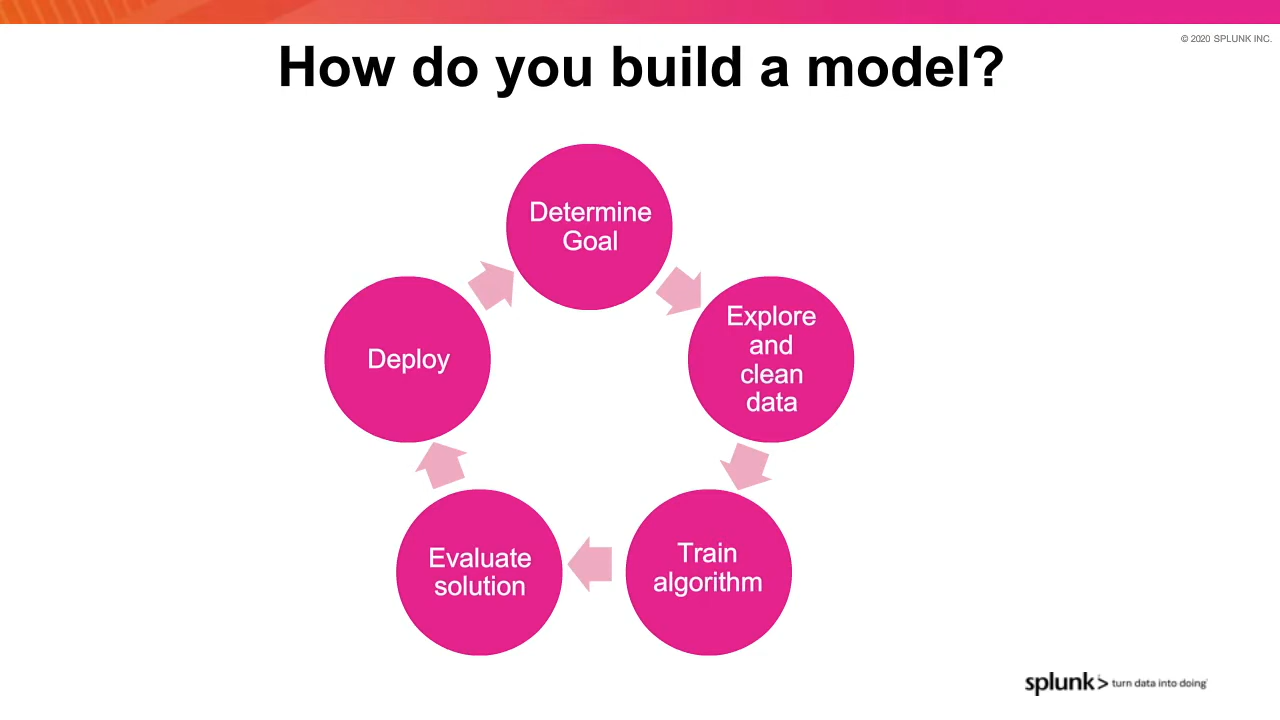 © 2020 SPLUNK INC.
How do you build a model?
Determine
Goal
Explore
and
clean
data
Train
algorithm
Evaluate
solution
Deploy
splunk> turn data into doing